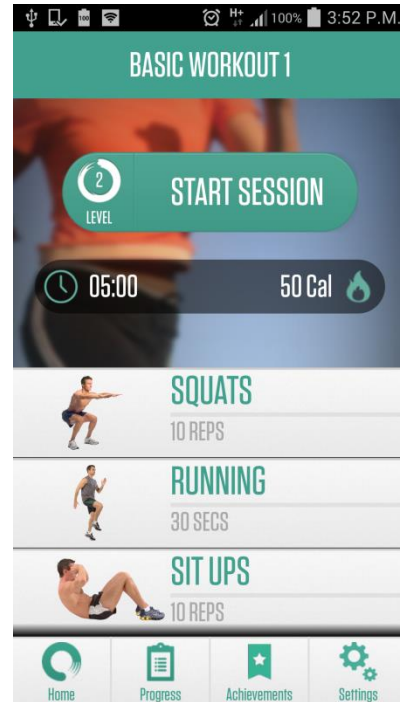 100 H+ 100% 3:52 P.M.
BASIC WORKOUT 1
2
LEVEL
START SESSION
05:00 50 Cal
SQUATS
10 REPS
RUNNING
30 SECS
SIT UPS
10 REPS
Home Progress Achievements Settings